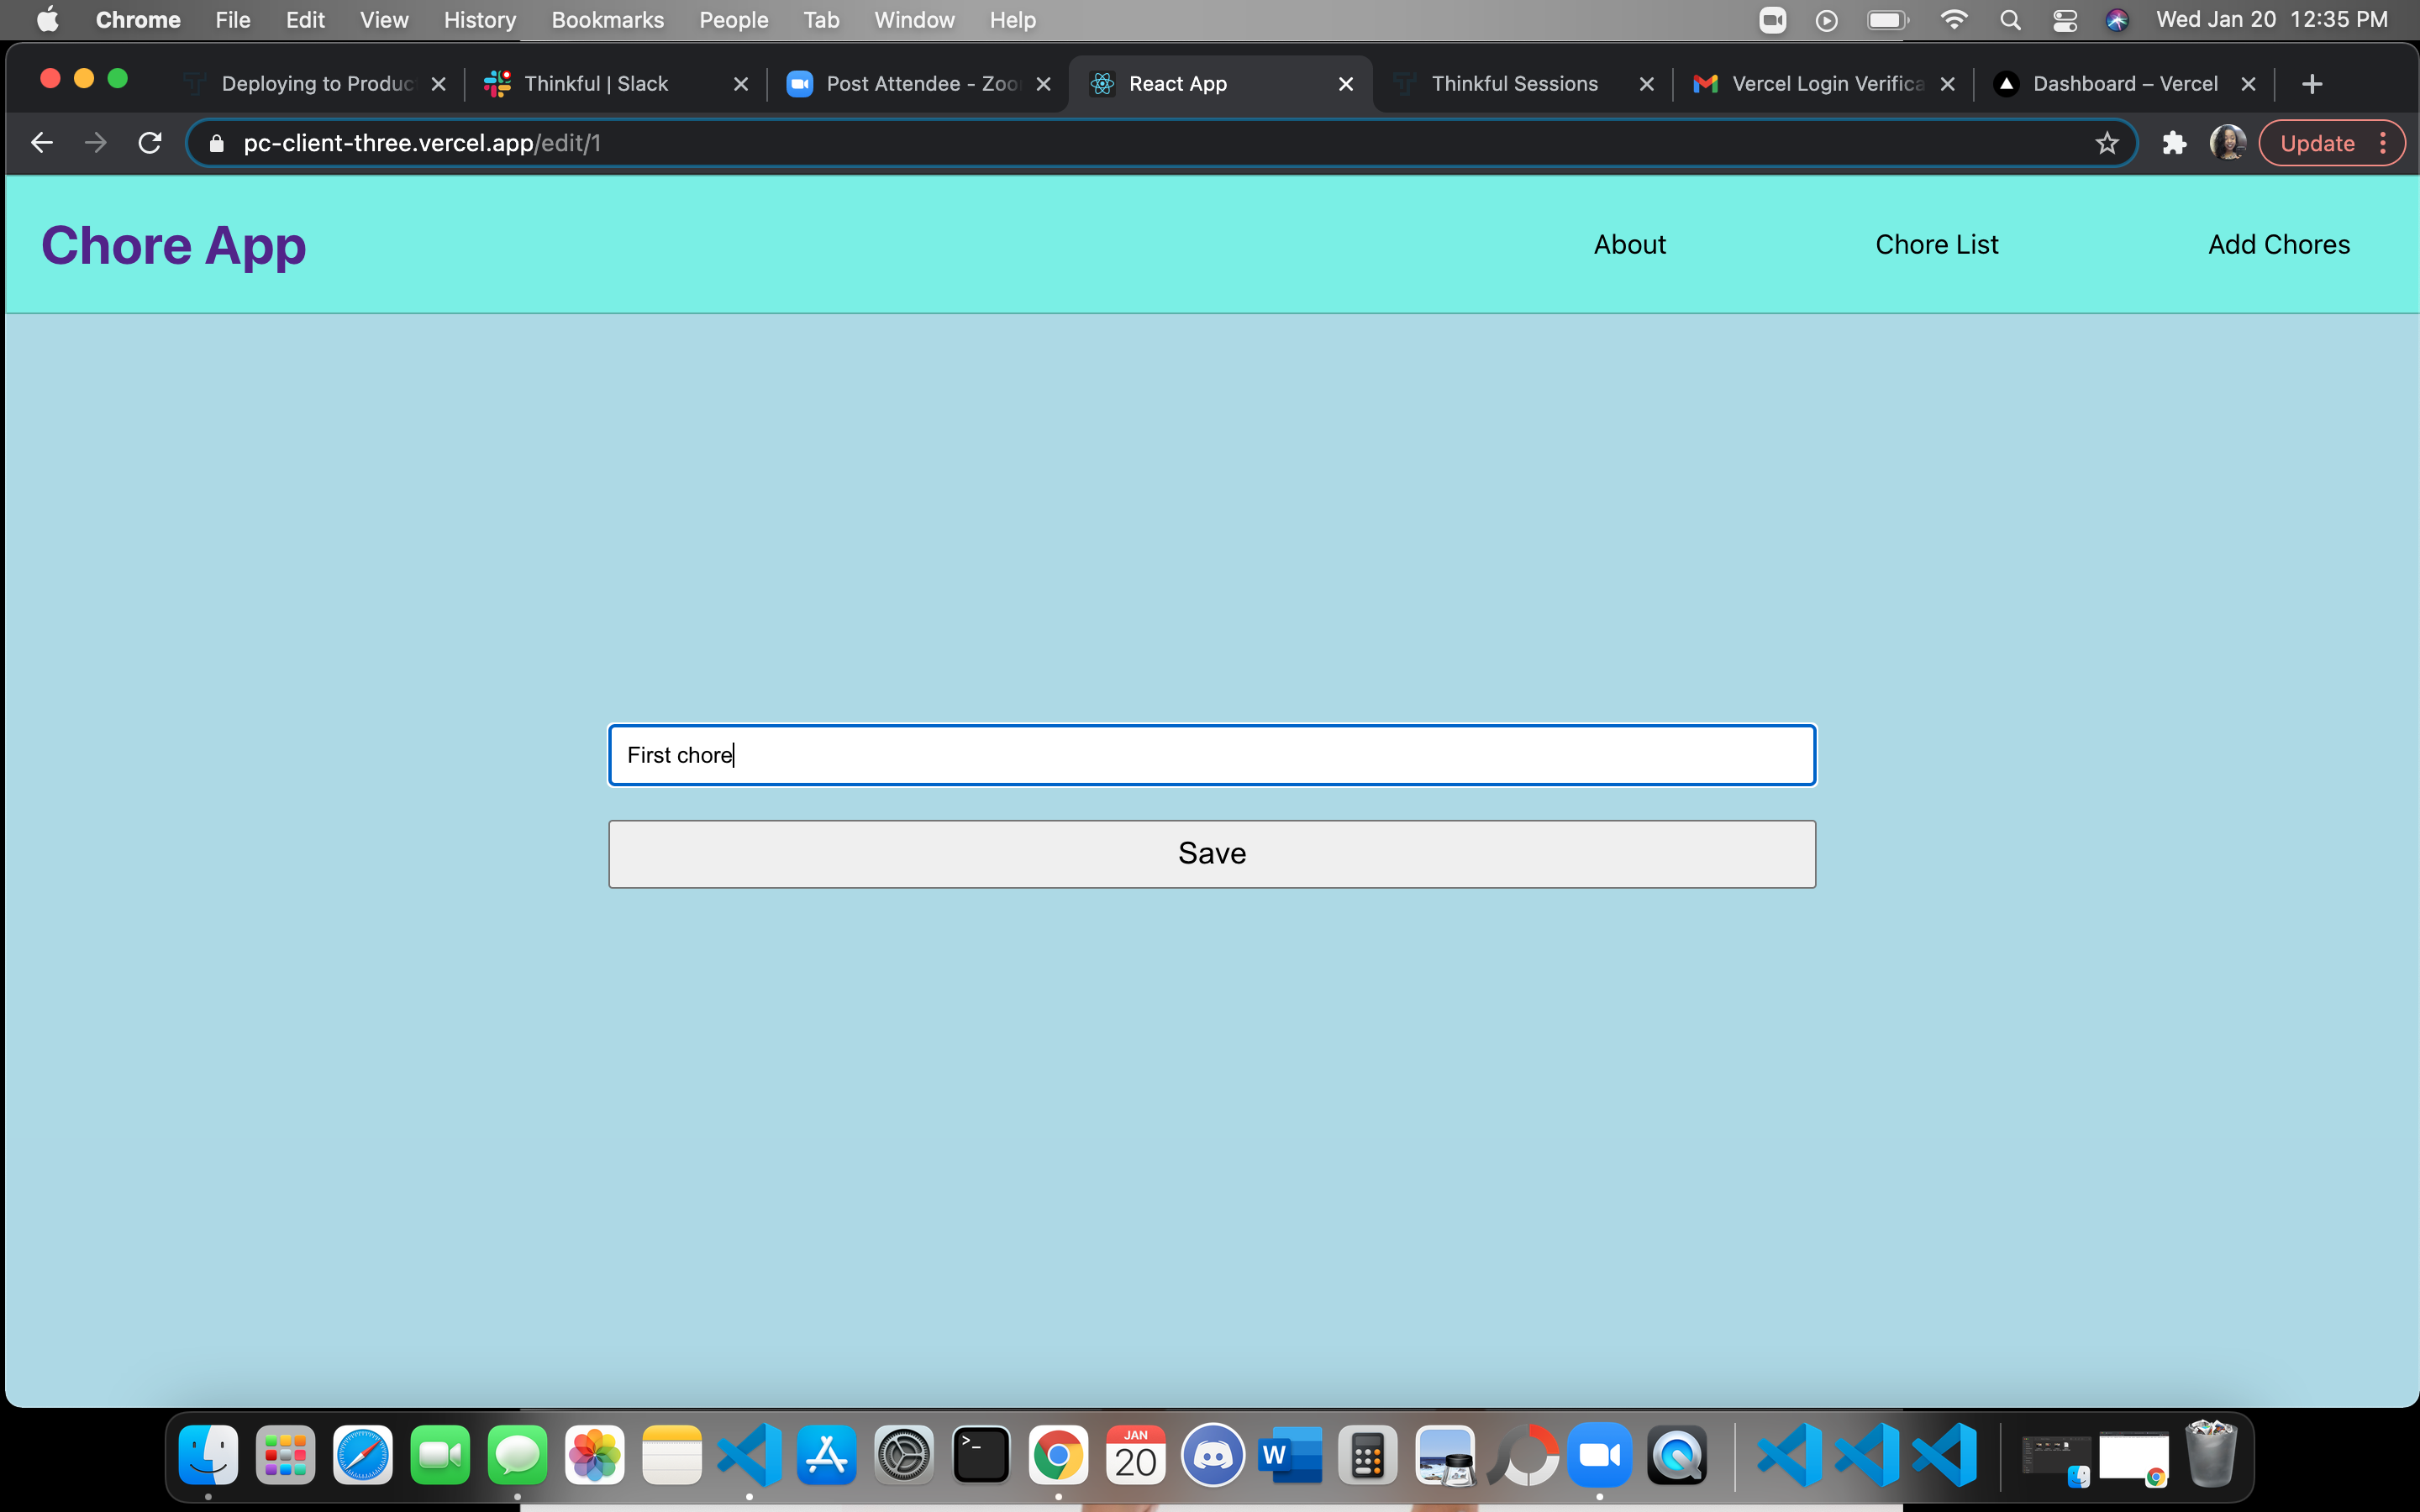 Chrome File Edit View History Bookmarks People Tab Window Help Wed Jan 20 12:35 PM
Deploying to Produc Thinkful | Slack Post Attendee - Zoo React App Thinkful Sessions Vercel Login Verifica Dashboard – Vercel
pc-client-three.vercel.app/edit/1 Update
Chore App About Chore List Add Chores
First chore
Save
>_ JAN
20 W